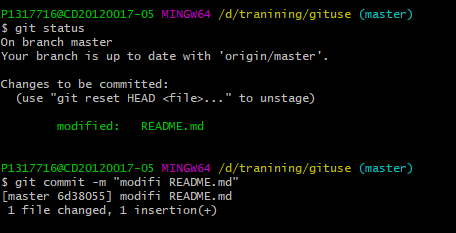 P1317716@CD20120017-05 MINGW64 /d/tranining/gituse (master)
$ git status
On branch master
Your branch is up to date with 'origin/master'.
Changes to be committed:
  (use "git reset HEAD <file>..." to unstage)
        modified:   README.md
P1317716@CD20120017-05 MINGW64 /d/tranining/gituse (master)
$ git commit -m "modifi README.md"
[master 6d38055] modifi README.md
 1 file changed, 1 insertion(+)